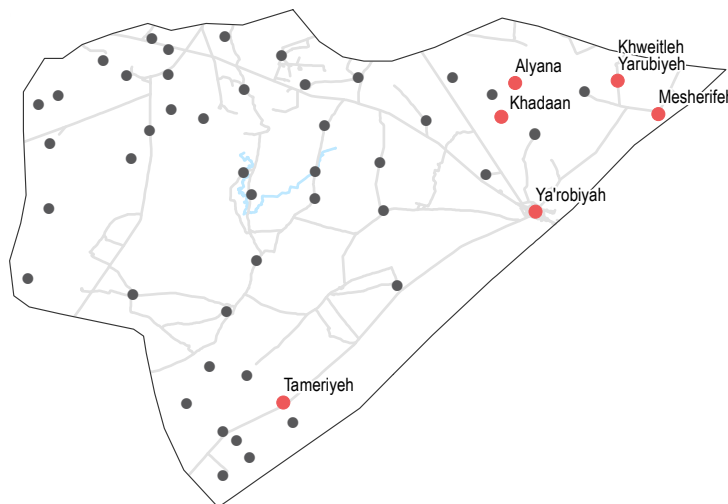 Khweitleh
Yarubiyeh
Alyana
Mesherifeh
Khadaan
Ya'robiyah
Tameriyeh